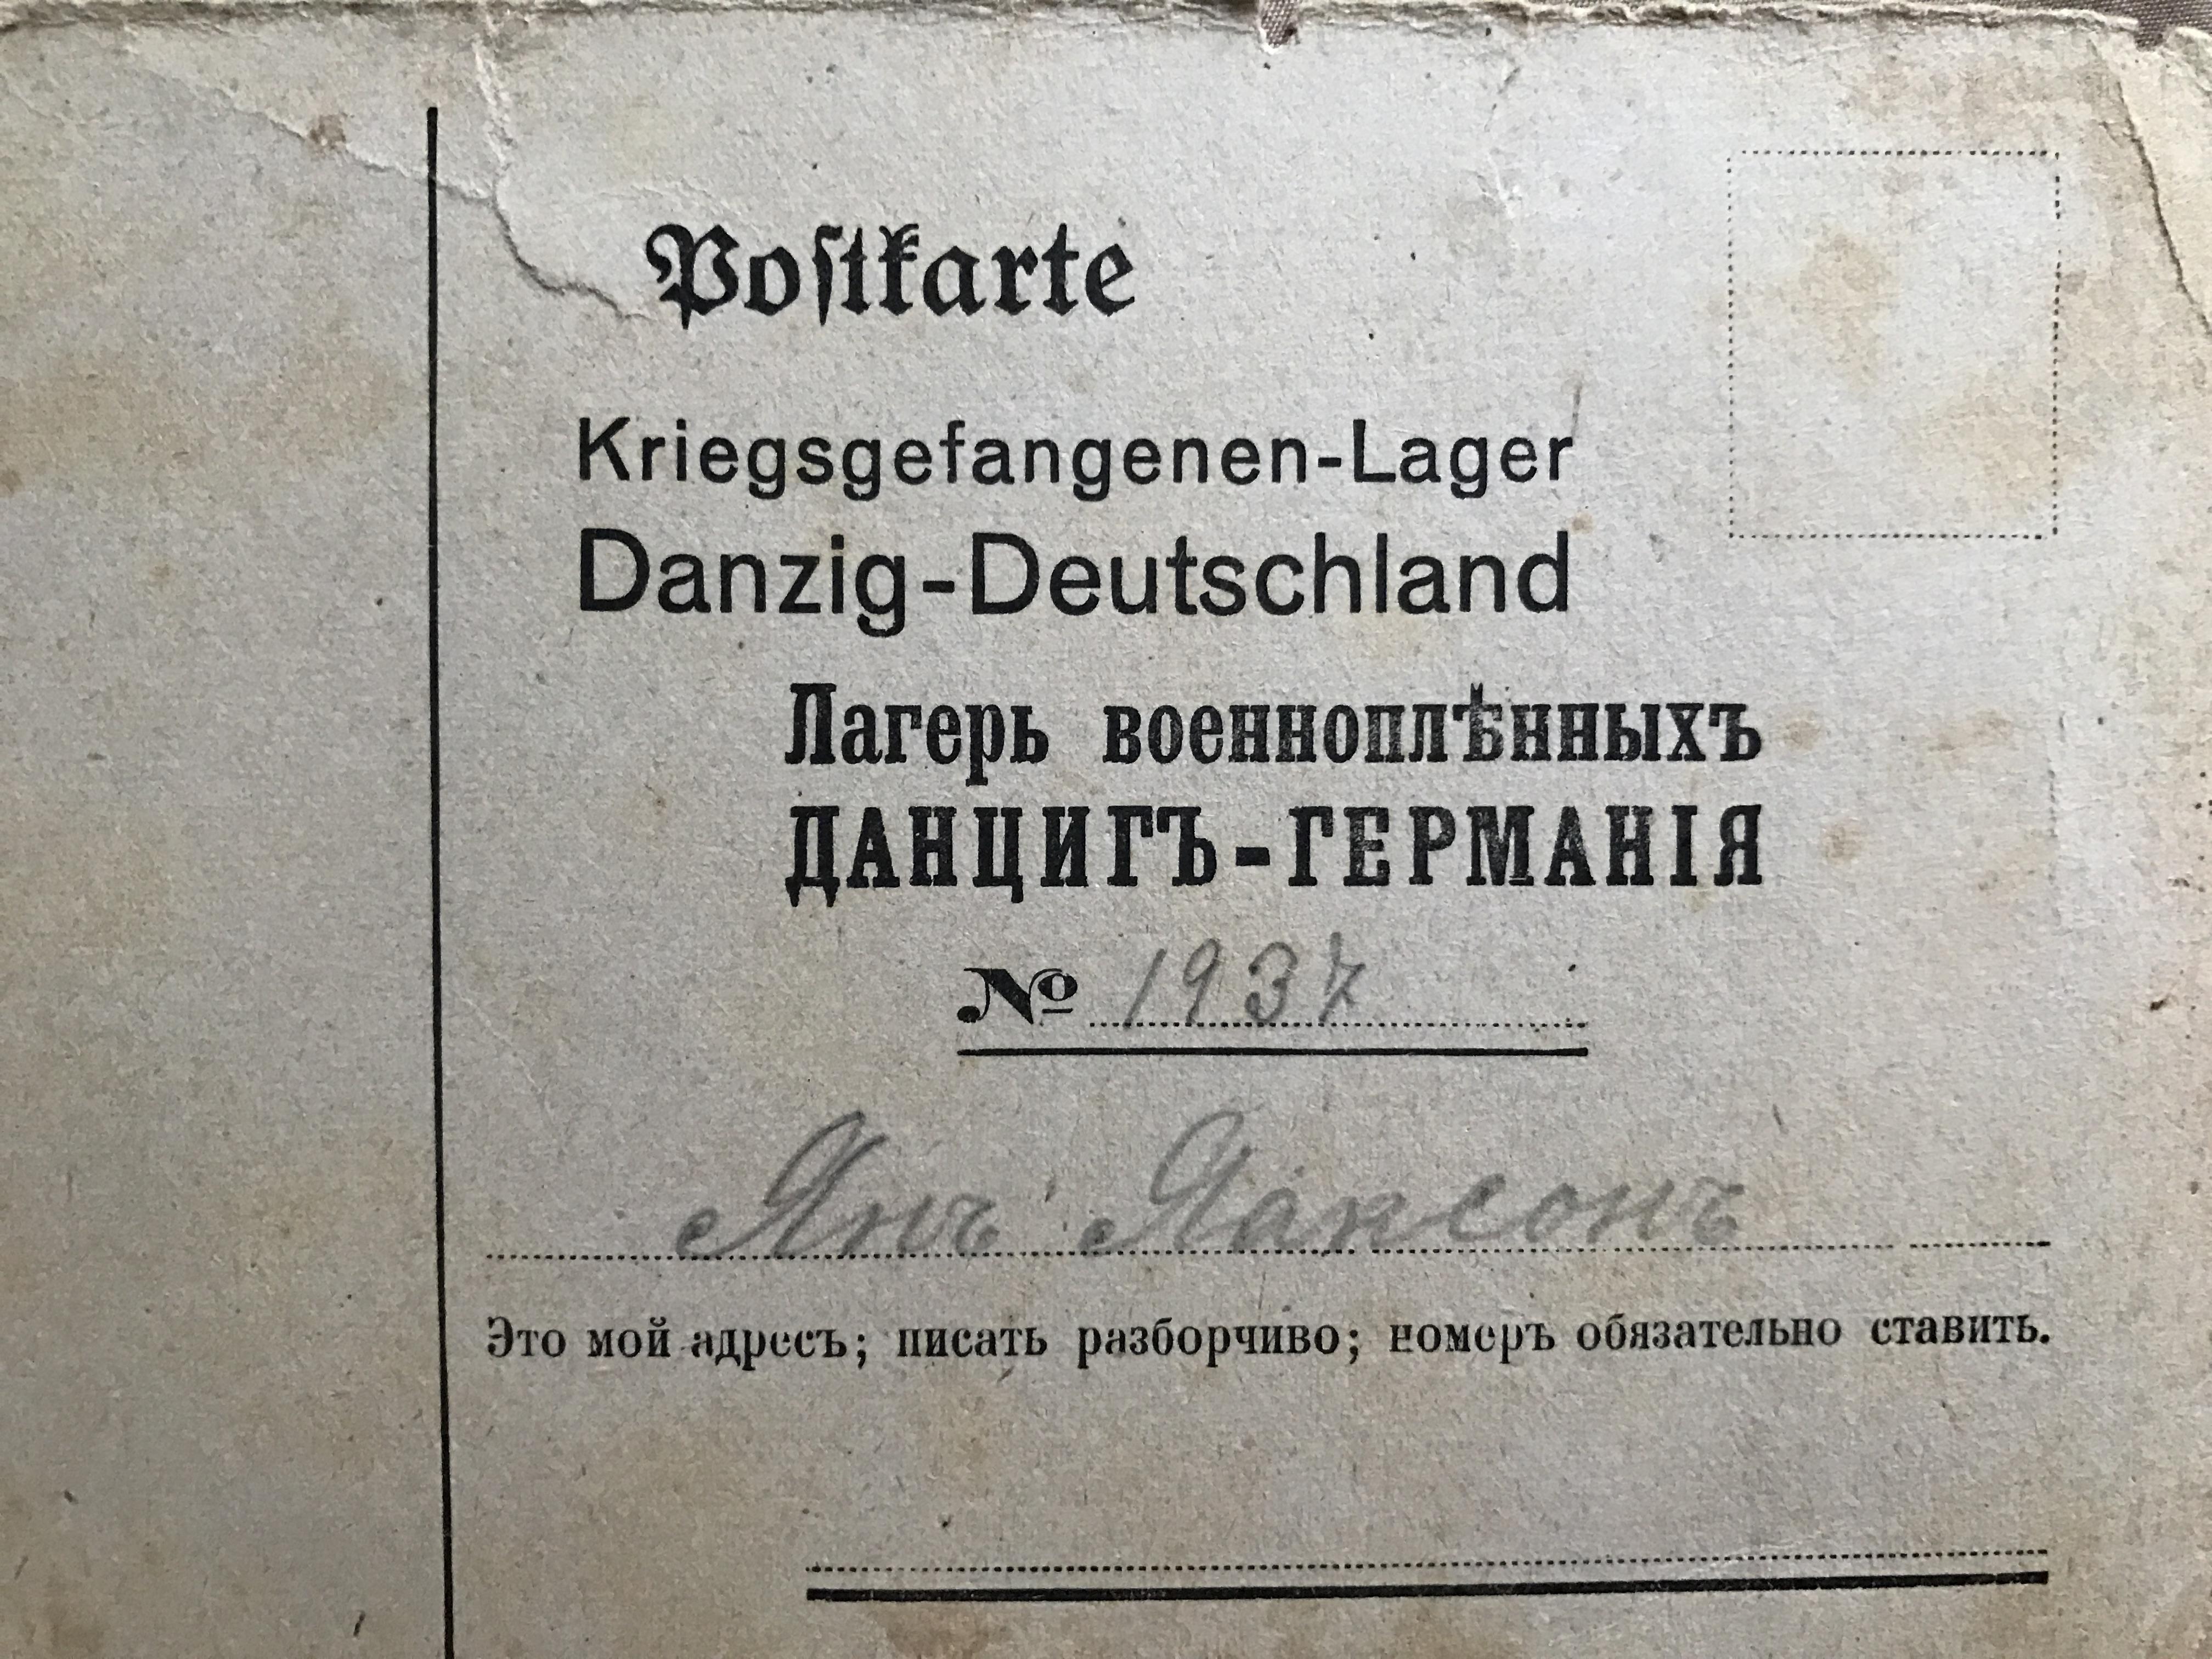 Postkarte
Kriegsgefangenen-Lager
Danzig-Deutschland
Лагерь военноплѣнныхъ
ДАНЦИГЪ-ГЕРМАНІЯ
№ 1937
Янъ Яансонъ
Это мой адресъ; писать разборчиво; номеръ обязательно ставить.